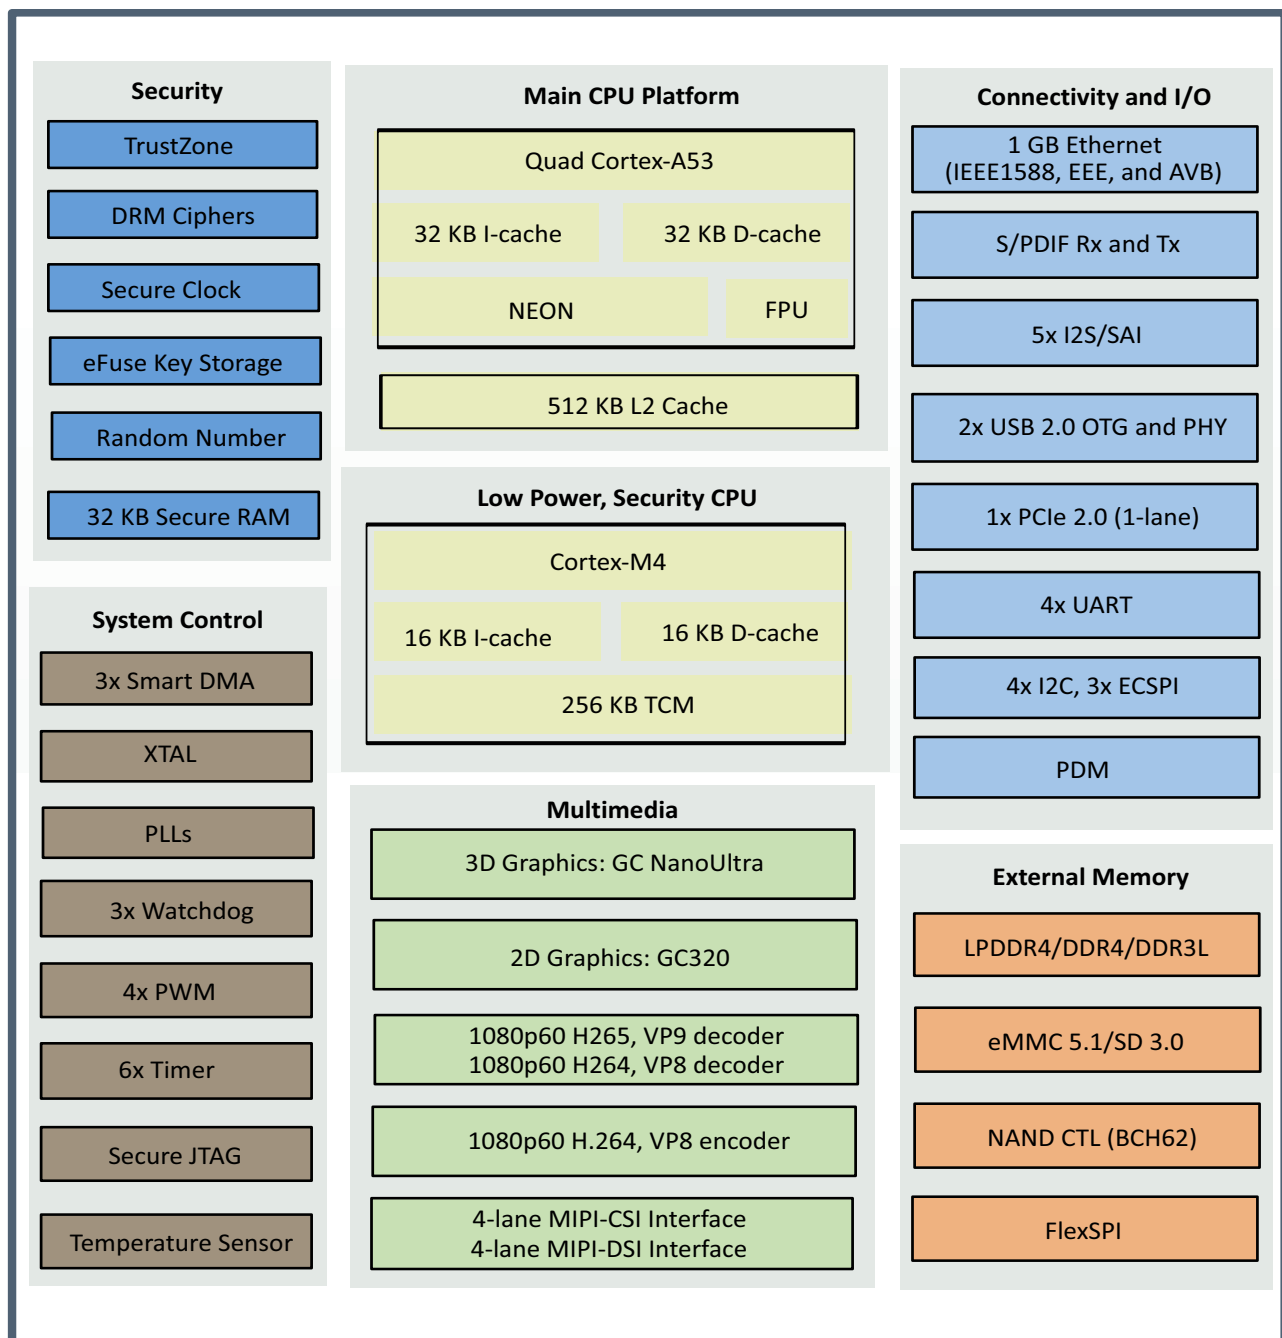 Security
TrustZone
DRM Ciphers
Secure Clock
eFuse Key Storage
Random Number
32 KB Secure RAM
System Control
3x Smart DMA
XTAL
PLLs
3x Watchdog
4x PWM
6x Timer
Secure JTAG
Temperature Sensor
Main CPU Platform
Quad Cortex-A53
32 KB I-cache
32 KB D-cache
NEON
FPU
512 KB L2 Cache
Low Power, Security CPU
Cortex-M4
16 KB I-cache
16 KB D-cache
256 KB TCM
Multimedia
3D Graphics: GC NanoUltra
2D Graphics: GC320
1080p60 H265, VP9 decoder
1080p60 H264, VP8 decoder
1080p60 H.264, VP8 encoder
4-lane MIPI-CSI Interface
4-lane MIPI-DSI Interface
Connectivity and I/O
1 GB Ethernet
(IEEE1588, EEE, and AVB)
S/PDIF Rx and Tx
5x I2S/SAI
2x USB 2.0 OTG and PHY
1x PCIe 2.0 (1-lane)
4x UART
4x I2C, 3x ECSPI
PDM
External Memory
LPDDR4/DDR4/DDR3L
eMMC 5.1/SD 3.0
NAND CTL (BCH62)
FlexSPI